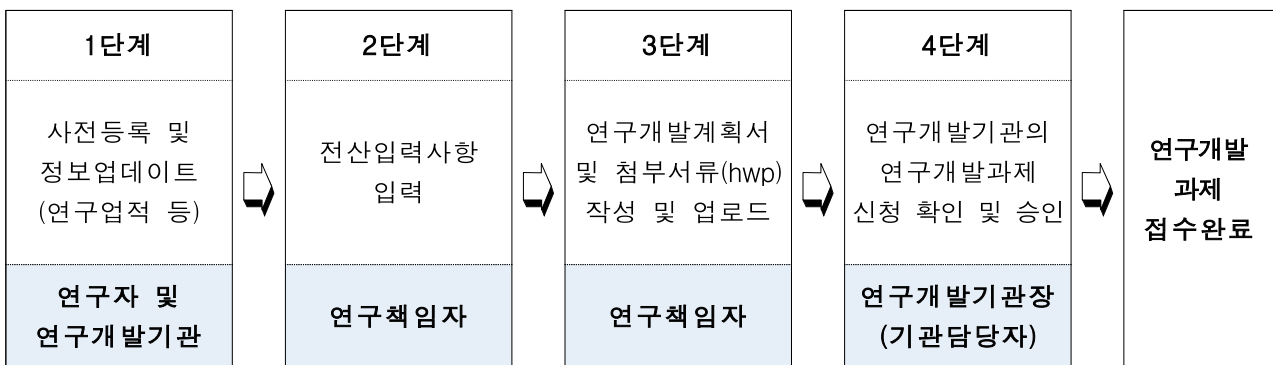 1단계
사전등록 및
정보업데이트
(연구업적 등)
연구자 및
연구개발기관
2단계
전산입력사항
입력
연구책임자
3단계
연구개발계획서
및 첨부서류(hwp)
작성 및 업로드
연구책임자
4단계
연구개발기관의
연구개발과제
신청 확인 및 승인
연구개발기관장
(기관담당자)
연구개발
과제
접수완료